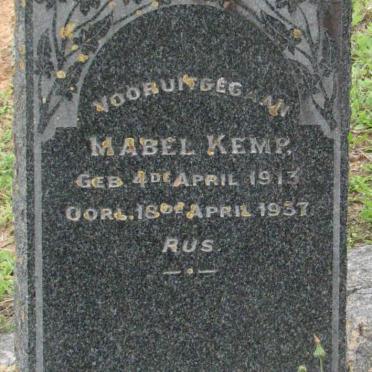 VOORUITGEGAAN
MABEL KEMP.
GEB 4DE APRIL 1913
OORL. 18DE APRIL 1937
RUS